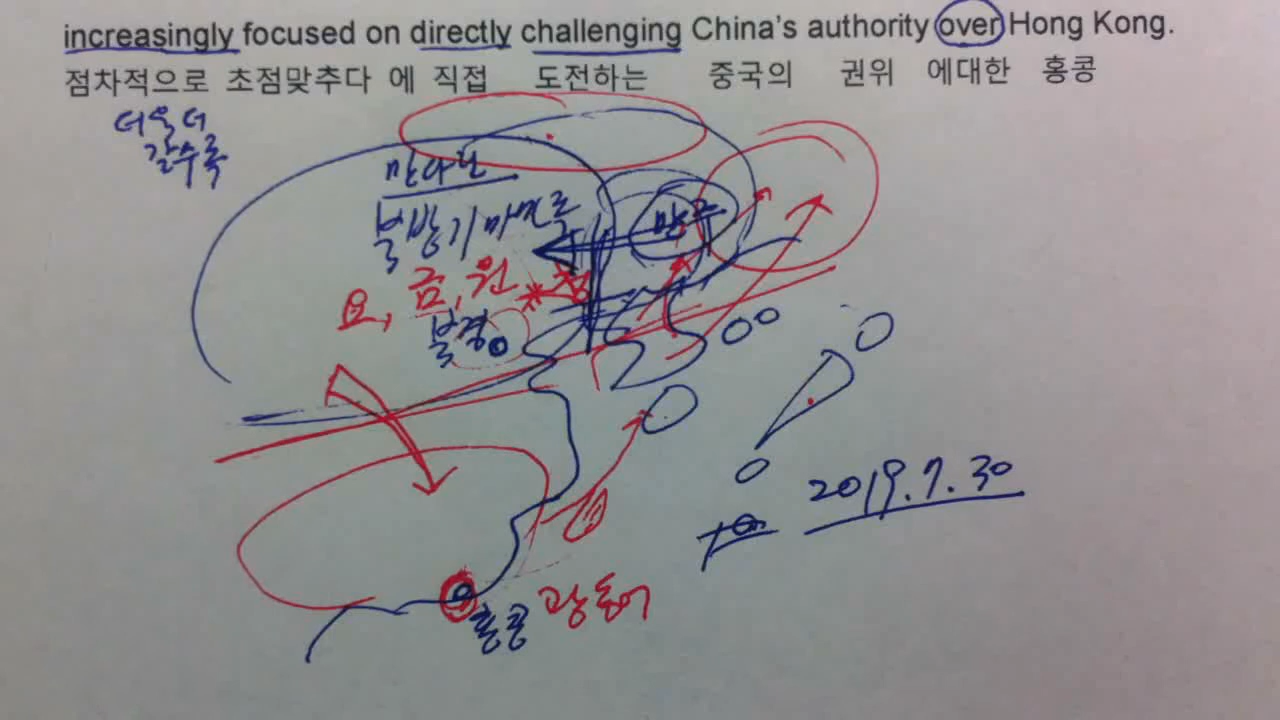 increasingly focused on directly challenging China's authority over Hong Kong.
점차적으로 초점맞추다 에 직접 도전하는 중국의 권위 에대한 홍콩
더욱더
갈수록
만다린
북방기마민족
만주
요, 금, 원 * 청
북경
2019.7.30
홍콩 광동어